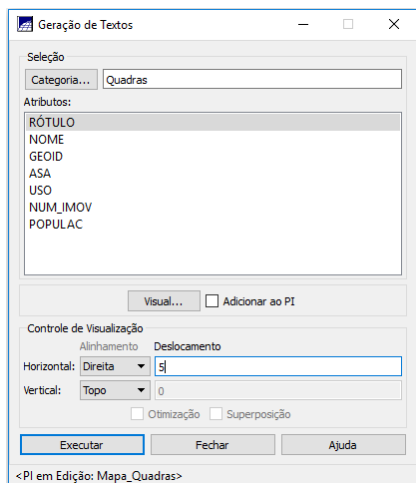 Geração de Textos
Seleção
Categoria... Quadras
Atributos:
RÓTULO
NOME
GEOID
ASA
USO
NUM_IMOV
POPULAC
Visual... Adicionar ao PI
Controle de Visualização
Alinhamento Deslocamento
Horizontal: Direita 5
Vertical: Topo 0
Otimização Superposição
Executar Fechar Ajuda
<PI em Edição: Mapa_Quadras>